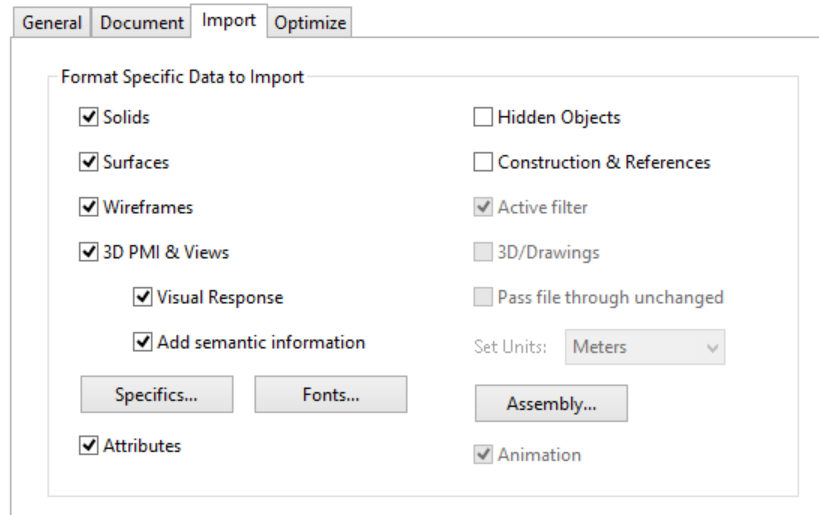 General Document Import Optimize
Format Specific Data to Import
Solids
Hidden Objects
Surfaces
Construction & References
Wireframes
Active filter
3D PMI & Views
3D/Drawings
Visual Response
Pass file through unchanged
Add semantic information
Set Units: Meters
Specifics... Fonts...
Assembly...
Attributes
Animation